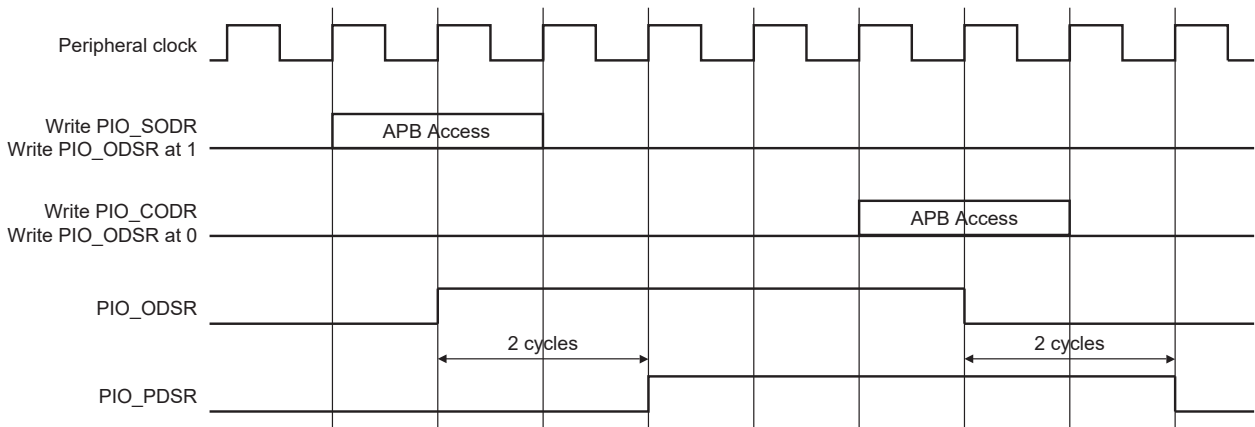 Peripheral clock
Write PIO_SODR
Write PIO_ODSR at 1
APB Access
Write PIO_CODR
Write PIO_ODSR at 0
APB Access
PIO_ODSR
2 cycles
2 cycles
PIO_PDSR